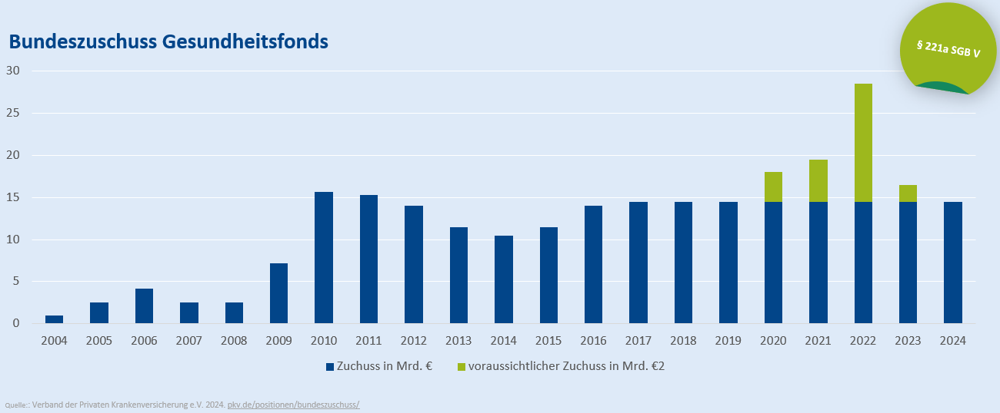 Bundeszuschuss Gesundheitsfonds
§ 221a SGB V
30
25
20
15
10
5
0
2004 2005 2006 2007 2008 2009 2010 2011 2012 2013 2014 2015 2016 2017 2018 2019 2020 2021 2022 2023 2024
Zuchuss in Mrd. € voraussichtlicher Zuchuss in Mrd. €2
Quelle:: Verband der Privaten Krankenversicherung e.V. 2024. pkv.de/positionen/bundeszuschuss/